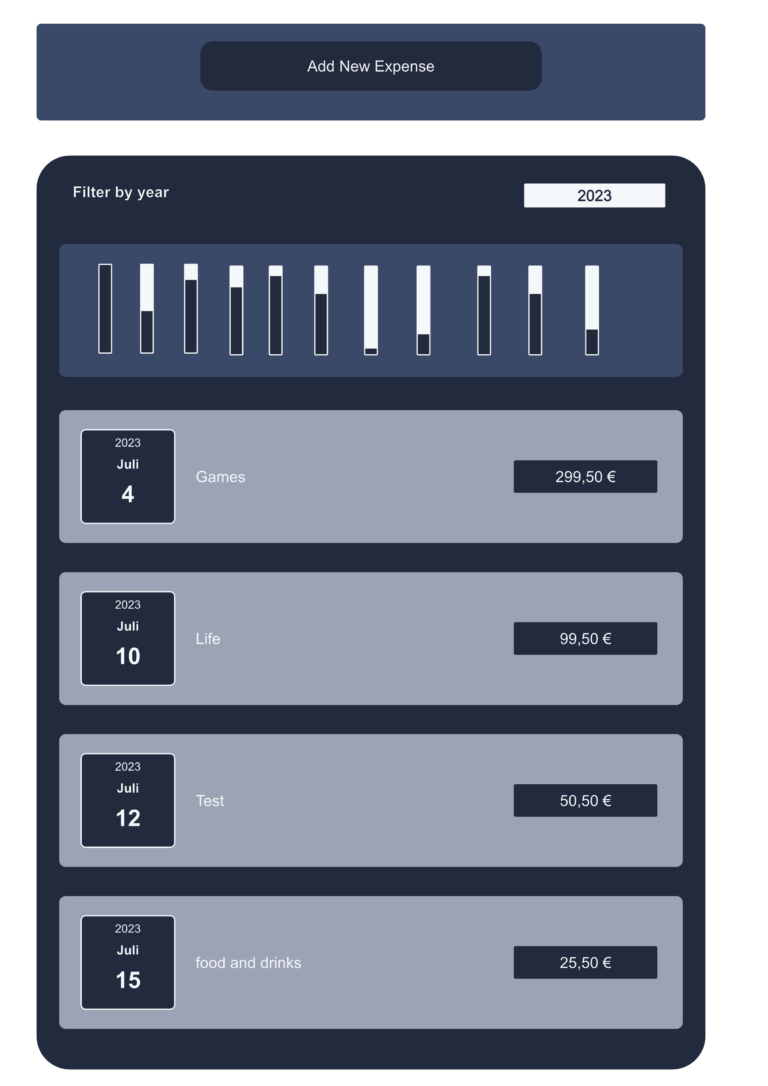 Add New Expense
Filter by year
2023
2023
Juli
4
Games
299,50 €
2023
Juli
10
Life
99,50 €
2023
Juli
12
Test
50,50 €
2023
Juli
15
food and drinks
25,50 €